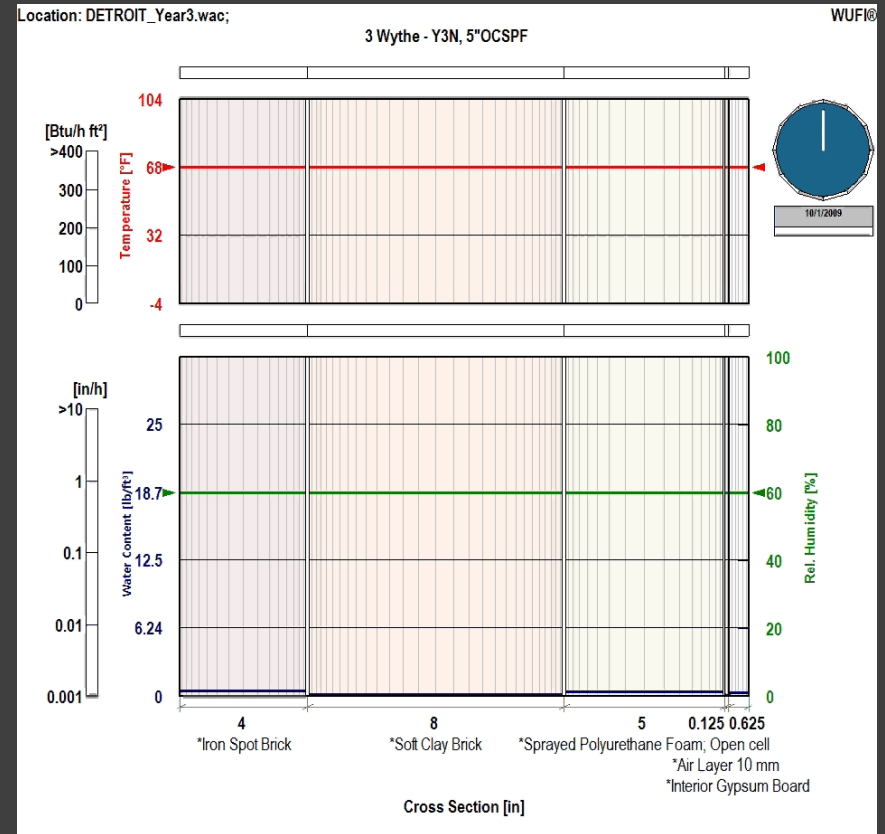 Location: DETROIT_Year3.wac;
WUFI®
3 Wythe - Y3N, 5"OCSPF
[Btu/h ft²]
>400
300
200
100
0
Temperature [°F]
104
68
32
-4
10/1/2009
[in/h]
>10
1
0.1
0.01
0.001
Water Content [lb/ft³]
25
18.7
12.5
6.24
0
100
80
60
40
20
0
Rel. Humidity [%]
4 8 5 0.125 0.625
*Iron Spot Brick *Soft Clay Brick *Sprayed Polyurethane Foam; Open cell
*Air Layer 10 mm
*Interior Gypsum Board
Cross Section [in]